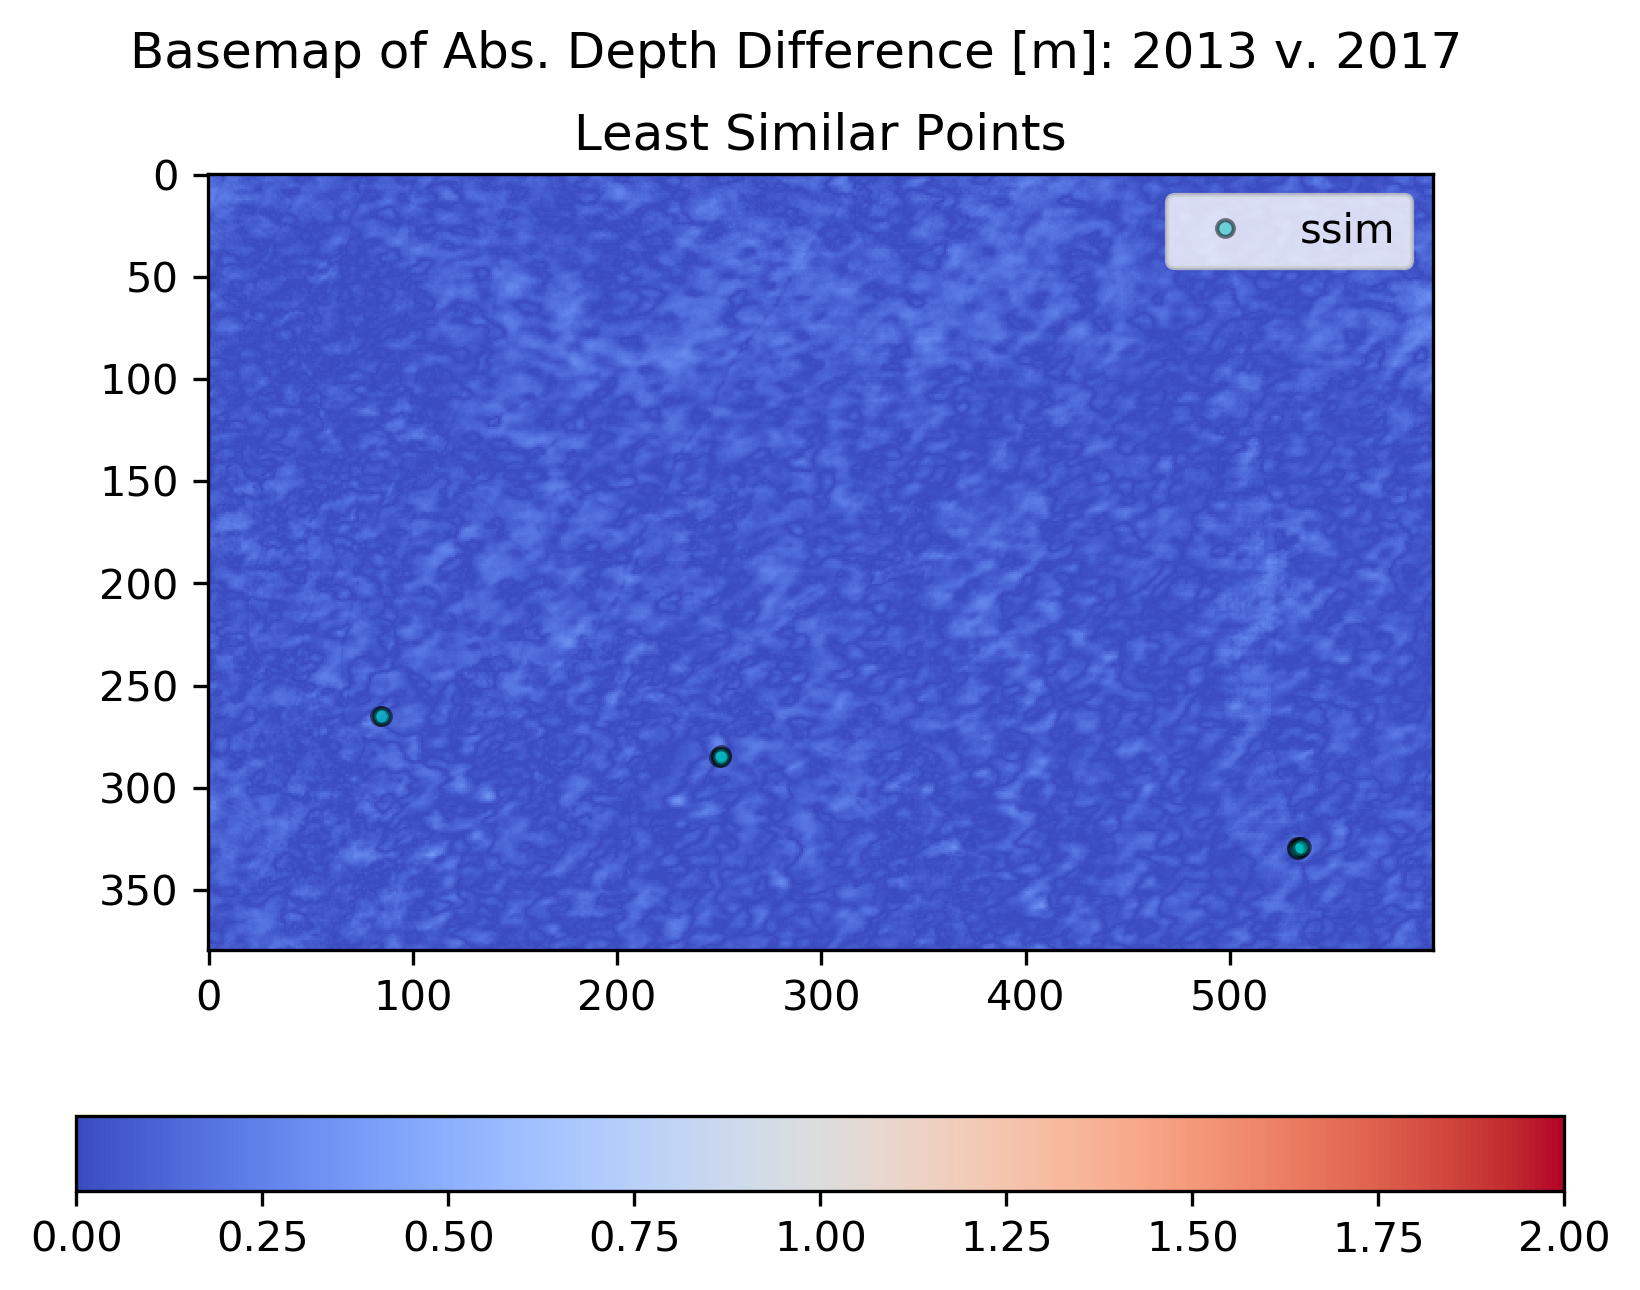 Basemap of Abs. Depth Difference [m]: 2013 v. 2017
Least Similar Points
ssim
0
50
100
150
200
250
300
350
0 100 200 300 400 500
0.00 0.25 0.50 0.75 1.00 1.25 1.50 1.75 2.00